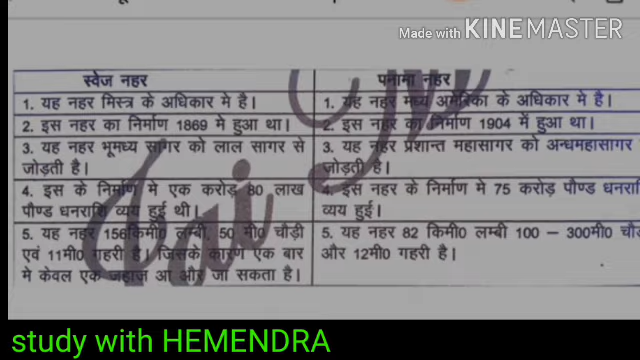 Made with KINEMASTER
स्वेज नहर
पनामा नहर
1. यह नहर मिस्त्र के अधिकार मे है।
1. यह नहर मध्य अमेरिका के अधिकार मे है।
2. इस नहर का निर्माण 1869 मे हुआ था।
2. इस नहर का निर्माण 1904 में हुआ था।
3. यह नहर भूमध्य सागर को लाल सागर से
जोड़ती है।
3. यह नहर प्रशान्त महासागर को अन्धमहासागर
जोड़ती है।
4. इस के निर्माण मे एक करोड़ 80 लाख
पौण्ड धनराशि व्यय हुई थी।
4. इस नहर के निर्माण मे 75 करोड़ पौण्ड धनराशि
व्यय हुई।
5. यह नहर 156किमी0 लम्बी, 50 मी0 चौड़ी
एवं 11मी0 गहरी है। जिसके कारण एक बार
मे केवल एक जहाज आ और जा सकता है।
5. यह नहर 82 किमी0 लम्बी 100 – 300मी0
और 12मी0 गहरी है।
study with HEMENDRA